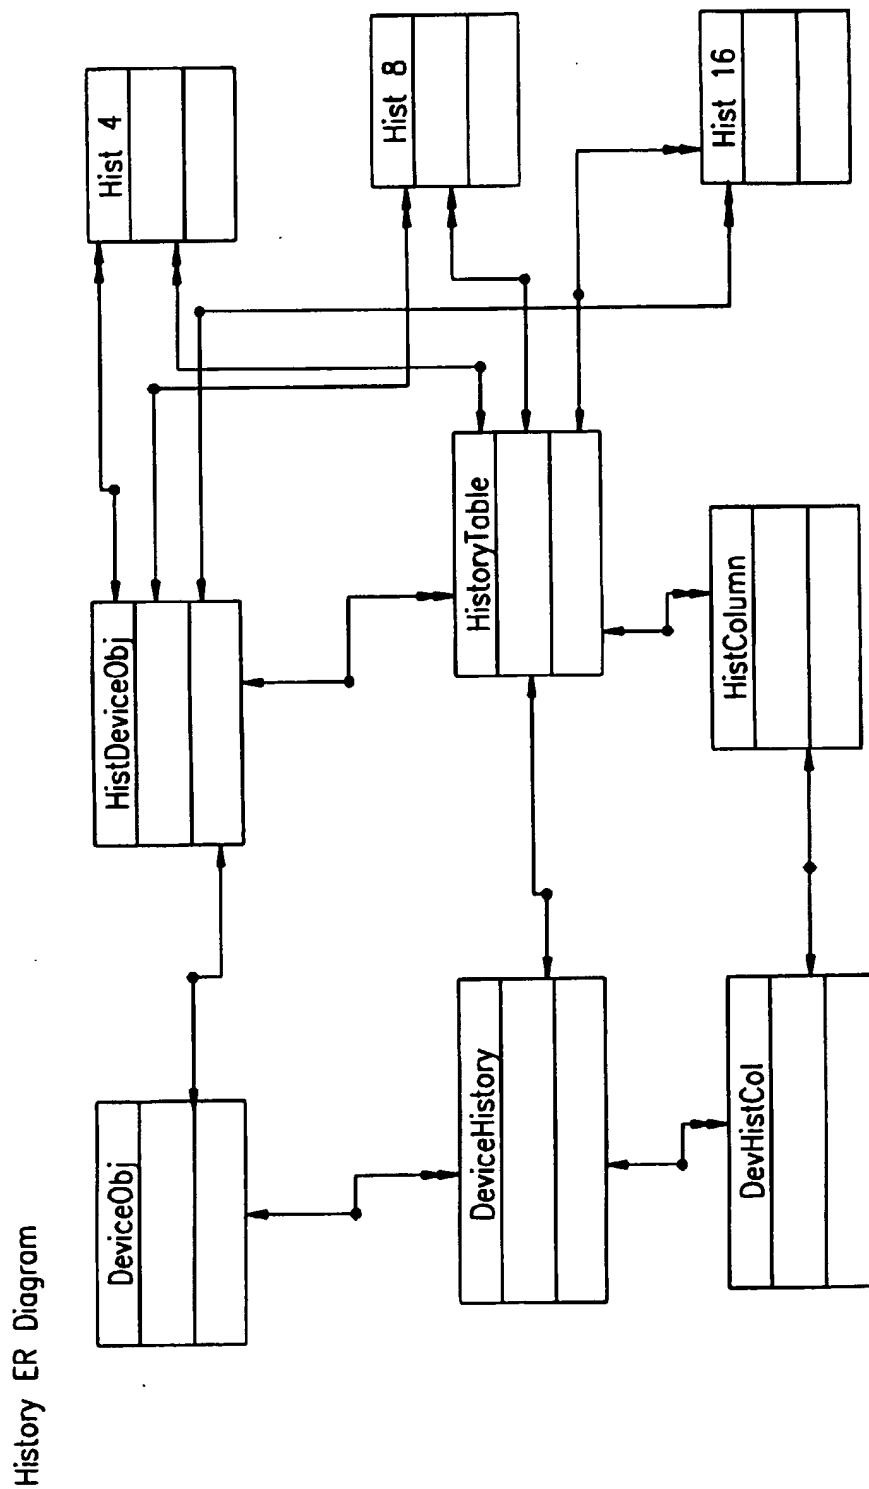 History ER Diagram
DeviceObj
HistDeviceObj
Hist 4
DeviceHistory
HistoryTable
Hist 8
DevHistCol
HistColumn
Hist 16